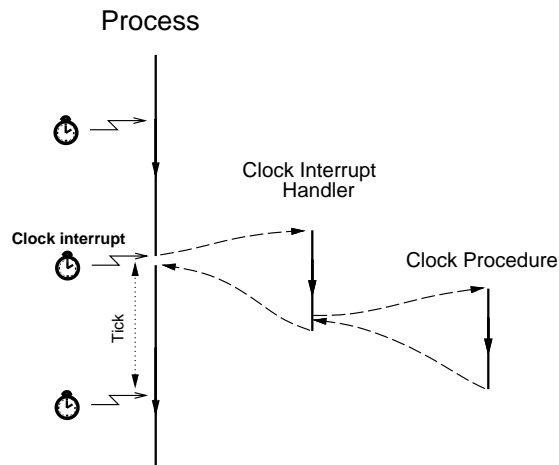 Process
Clock Interrupt
Handler
Clock interrupt
Clock Procedure
Tick